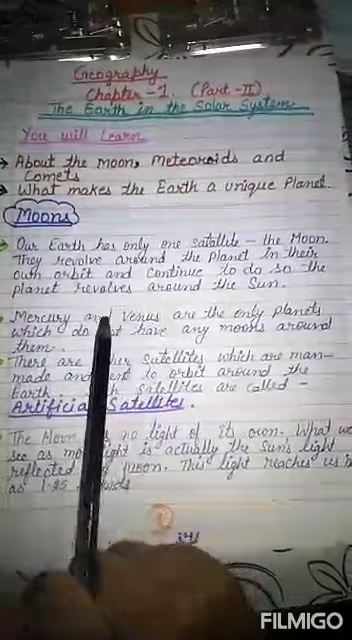 Geography
Chapter-1. (Part-II)
The Earth in the Solar System
You will Learn
→ About the moon, Meteoroids and
Comets
→ What makes the Earth a unique Planet.
Moons
→ Our Earth has only one satallite - the Moon.
They revolve around the planet in their
own orbit and continue to do so the
planet revolves around the Sun.
Mercury and Venus are the only planets
which do not have any moons around
them.
→ There are other satellites which are man-
made and sent to orbit around the
Earth. satellites are called -
Artificial Satellites.
The Moon no light of its own. What we
see as is actually the Sun's light
reflected moon. This light reaches us in
as 1.25
FILMIGO